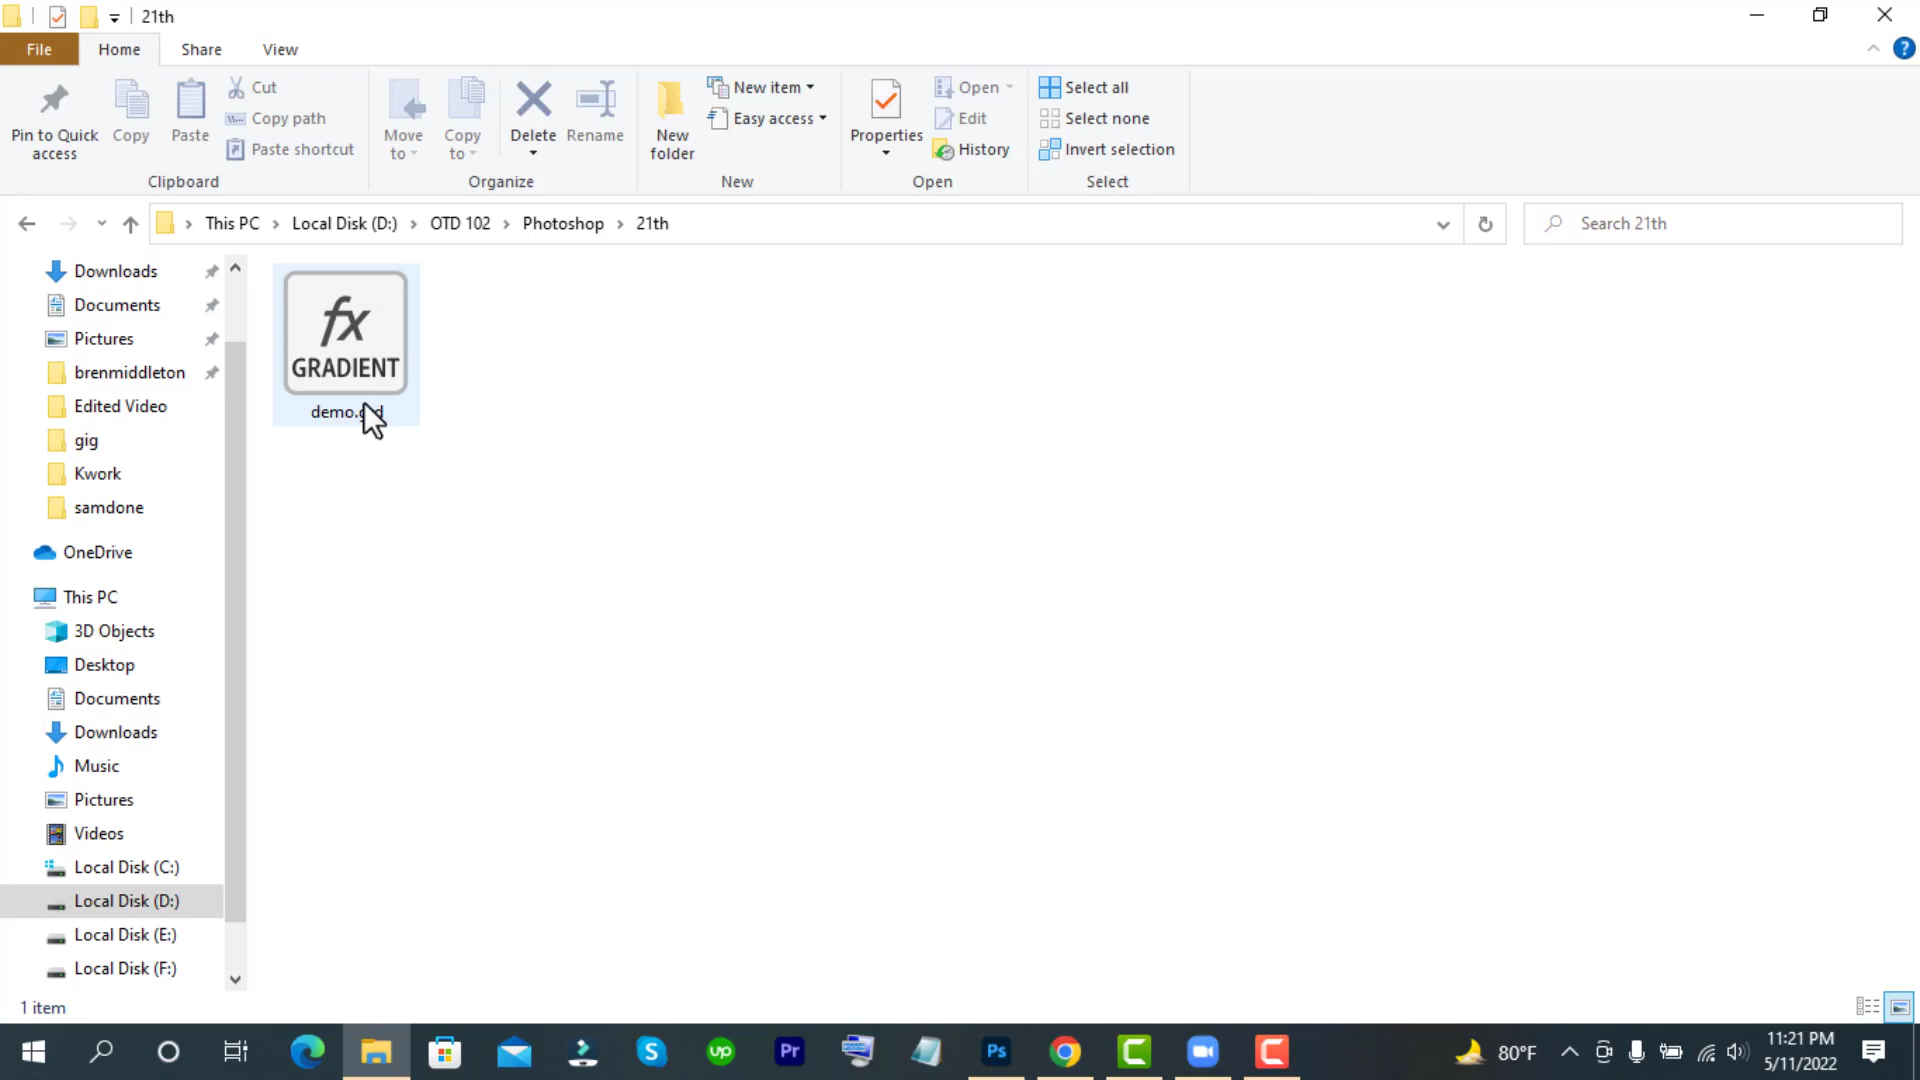 21th
File Home Share View
Pin to Quick access
Copy
Paste
Cut
Copy path
Paste shortcut
Clipboard
Move to
Copy to
Delete
Rename
Organize
New folder
New item
Easy access
New
Properties
Open
Edit
History
Open
Select all
Select none
Invert selection
Select
This PC > Local Disk (D:) > OTD 102 > Photoshop > 21th
Search 21th
Downloads
Documents
Pictures
brenmiddleton
Edited Video
gig
Kwork
samdone
OneDrive
This PC
3D Objects
Desktop
Documents
Downloads
Music
Pictures
Videos
Local Disk (C:)
Local Disk (D:)
Local Disk (E:)
Local Disk (F:)
fx
GRADIENT
1 item
up
Pr
Ps
80°F
11:21 PM
5/11/2022